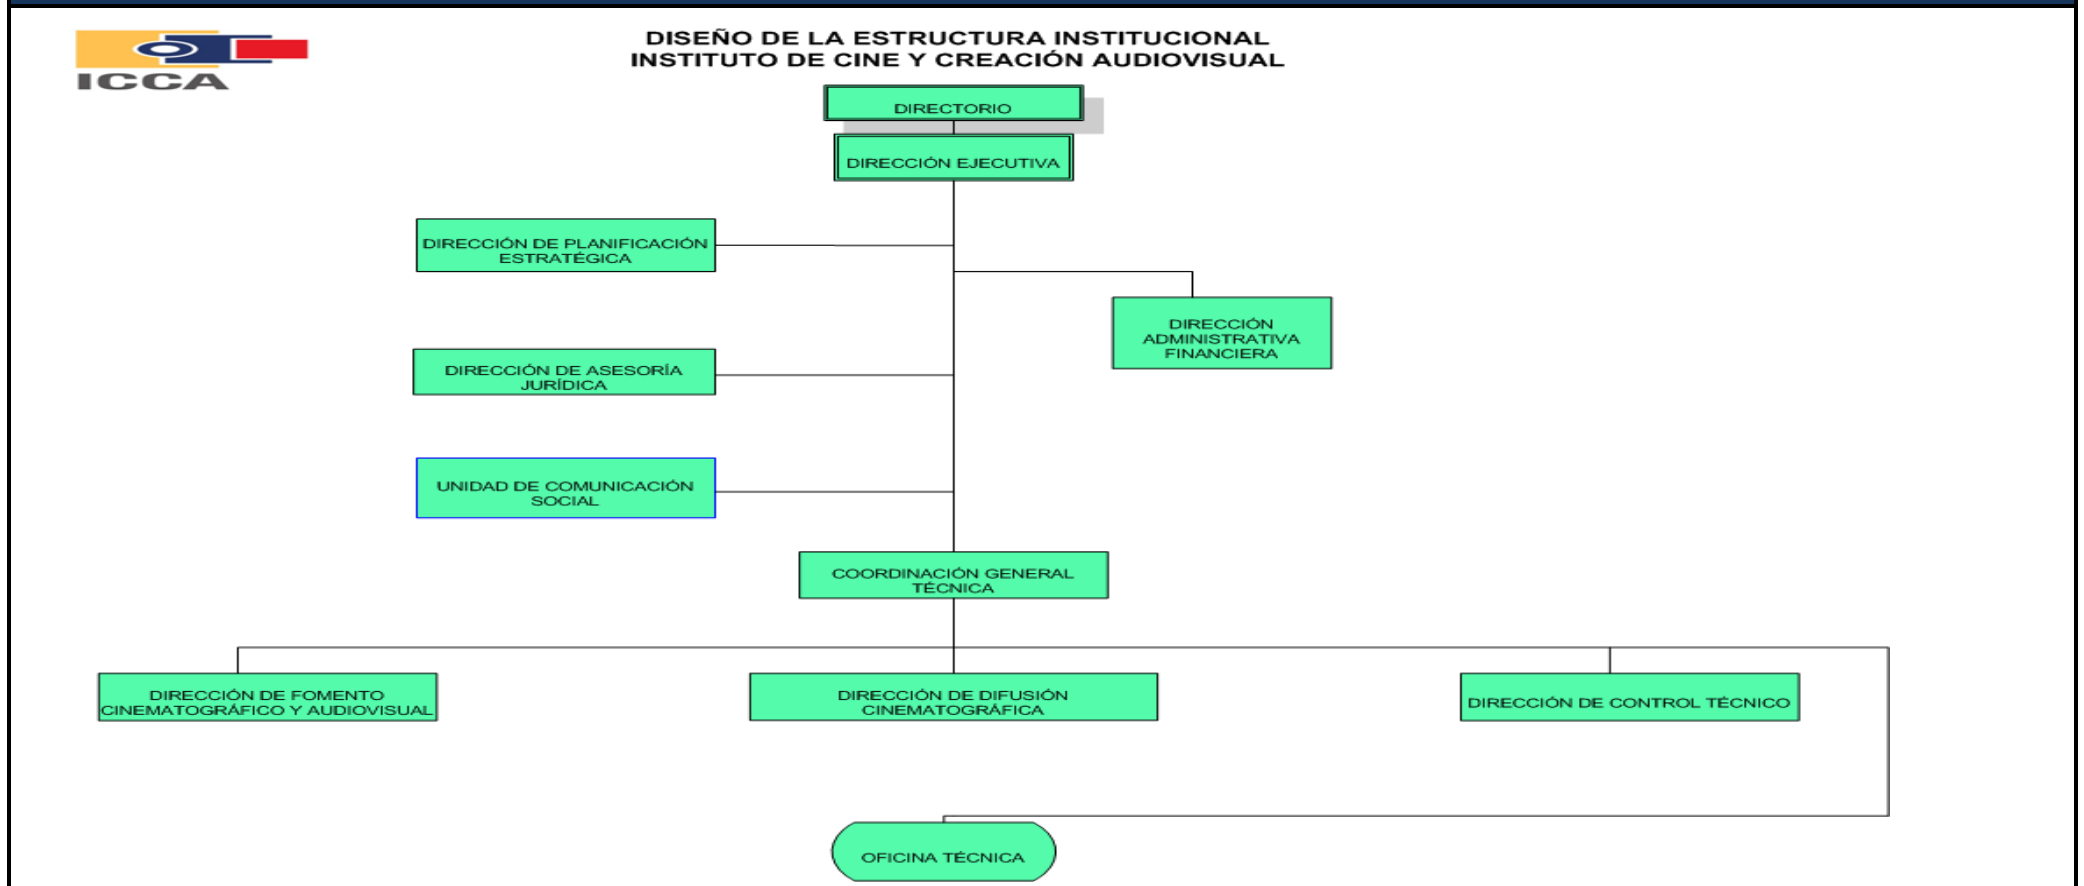 ICCA
DISEÑO DE LA ESTRUCTURA INSTITUCIONAL
INSTITUTO DE CINE Y CREACIÓN AUDIOVISUAL
DIRECTORIO
DIRECCIÓN EJECUTIVA
DIRECCIÓN DE PLANIFICACIÓN
ESTRATÉGICA
DIRECCIÓN
ADMINISTRATIVA
FINANCIERA
DIRECCIÓN DE ASESORÍA
JURÍDICA
UNIDAD DE COMUNICACIÓN
SOCIAL
COORDINACIÓN GENERAL
TÉCNICA
DIRECCIÓN DE FOMENTO
CINEMATOGRÁFICO Y AUDIOVISUAL
DIRECCIÓN DE DIFUSIÓN
CINEMATOGRÁFICA
DIRECCIÓN DE CONTROL TÉCNICO
OFICINA TÉCNICA